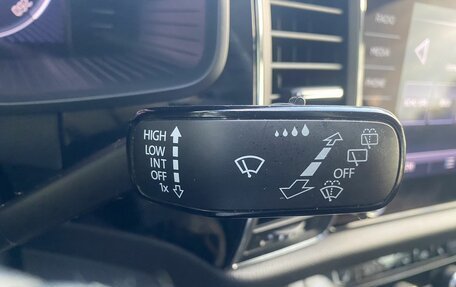 HIGH
LOW
INT
OFF
1x
OFF
RADIO
MEDIA
PHONE